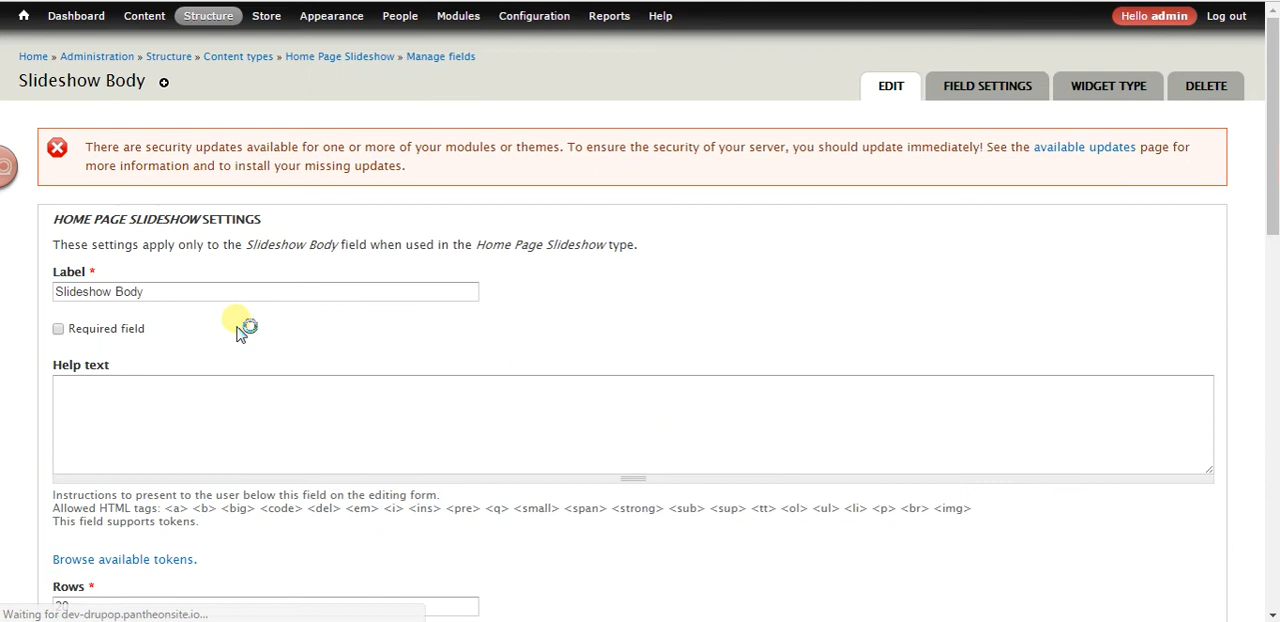 Dashboard Content Structure Store Appearance People Modules Configuration Reports Help Hello admin Log out
Home » Administration » Structure » Content types » Home Page Slideshow » Manage fields
Slideshow Body
EDIT FIELD SETTINGS WIDGET TYPE DELETE
There are security updates available for one or more of your modules or themes. To ensure the security of your server, you should update immediately! See the available updates page for
more information and to install your missing updates.
HOME PAGE SLIDESHOW SETTINGS
These settings apply only to the Slideshow Body field when used in the Home Page Slideshow type.
Label *
Slideshow Body
Required field
Help text
Instructions to present to the user below this field on the editing form.
Allowed HTML tags: <a> <b> <big> <code> <del> <em> <i> <ins> <pre> <q> <small> <span> <strong> <sub> <sup> <tt> <ol> <ul> <li> <p> <br> <img>
This field supports tokens.
Browse available tokens.
Rows *
20
Waiting for dev-drupop.pantheonsite.io...